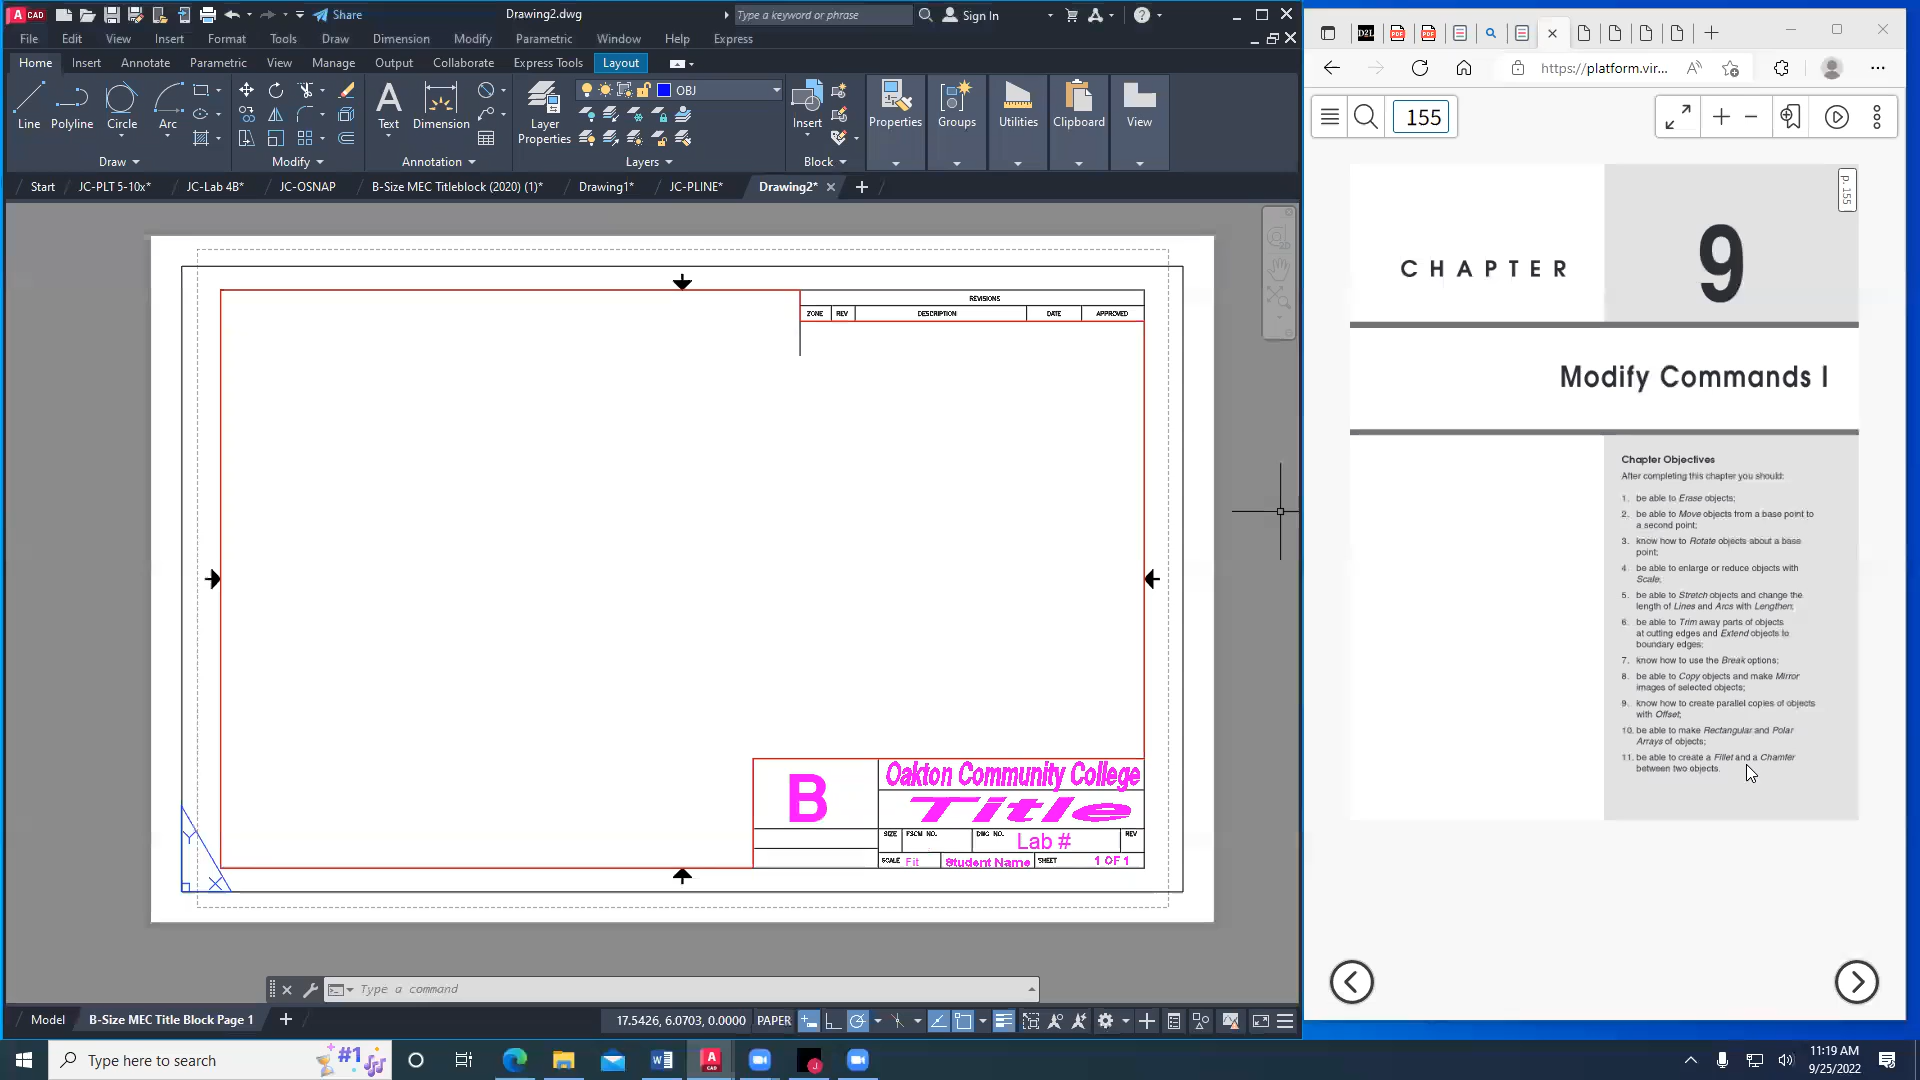 CAD
Share
Drawing2.dwg
Type a keyword or phrase
Sign In
File Edit View Insert Format Tools Draw Dimension Modify Parametric Window Help Express
Home Insert Annotate Parametric View Manage Output Collaborate Express Tools Layout
OBJ
Line Polyline Circle Arc
Text Dimension
Layer
Properties
Insert
Properties Groups Utilities Clipboard View
Draw Modify Annotation Layers Block
Start JC-PLT 5-10x* JC-Lab 4B* JC-OSNAP B-Size MEC Titleblock (2020) (1)* Drawing1* JC-PLINE* Drawing2*
REVISIONS
ZONE REV DESCRIPTION DATE APPROVED
B
Oakton Community College
Title
SIZE FSCM NO. DWG NO. Lab # REV
SCALE Fit Student Name SHEET 1 OF 1
Y
X
Type a command
Model B-Size MEC Title Block Page 1
17.5426, 6.0703, 0.0000 PAPER
https://platform.vir...
155
p. 155
CHAPTER
9
Modify Commands I
Chapter Objectives
After completing this chapter you should:
1. be able to Erase objects;
2. be able to Move objects from a base point to
a second point;
3. know how to Rotate objects about a base
point;
4. be able to enlarge or reduce objects with
Scale;
5. be able to Stretch objects and change the
length of Lines and Arcs with Lengthen;
6. be able to Trim away parts of objects
at cutting edges and Extend objects to
boundary edges;
7. know how to use the Break options;
8. be able to Copy objects and make Mirror
images of selected objects;
9. know how to create parallel copies of objects
with Offset;
10. be able to make Rectangular and Polar
Arrays of objects;
11. be able to create a Fillet and a Chamfer
between two objects.
Type here to search
#1
11:19 AM
9/25/2022